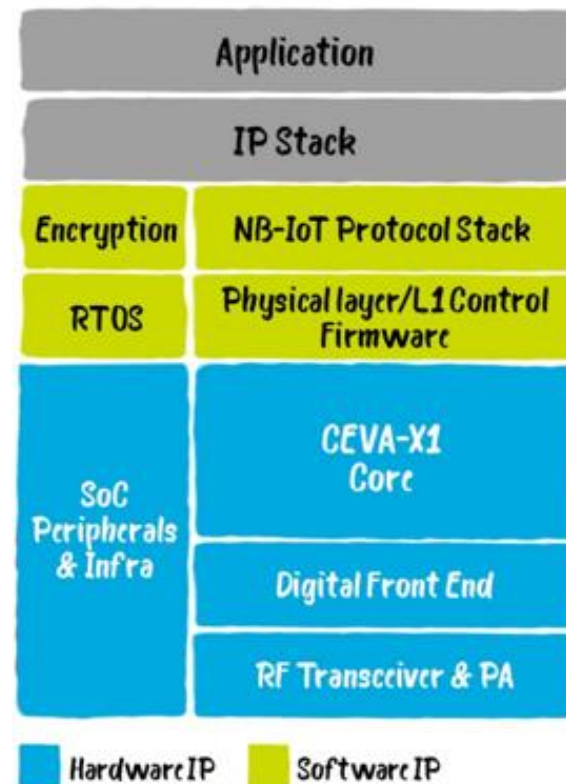 Application
IP Stack
Encryption
NB-IoT Protocol Stack
RTOS
Physical layer/L1 Control
Firmware
SoC
Peripherals
& Infra
CEVA-X1
Core
Digital Front End
RF Transceiver & PA
Hardware IP
Software IP